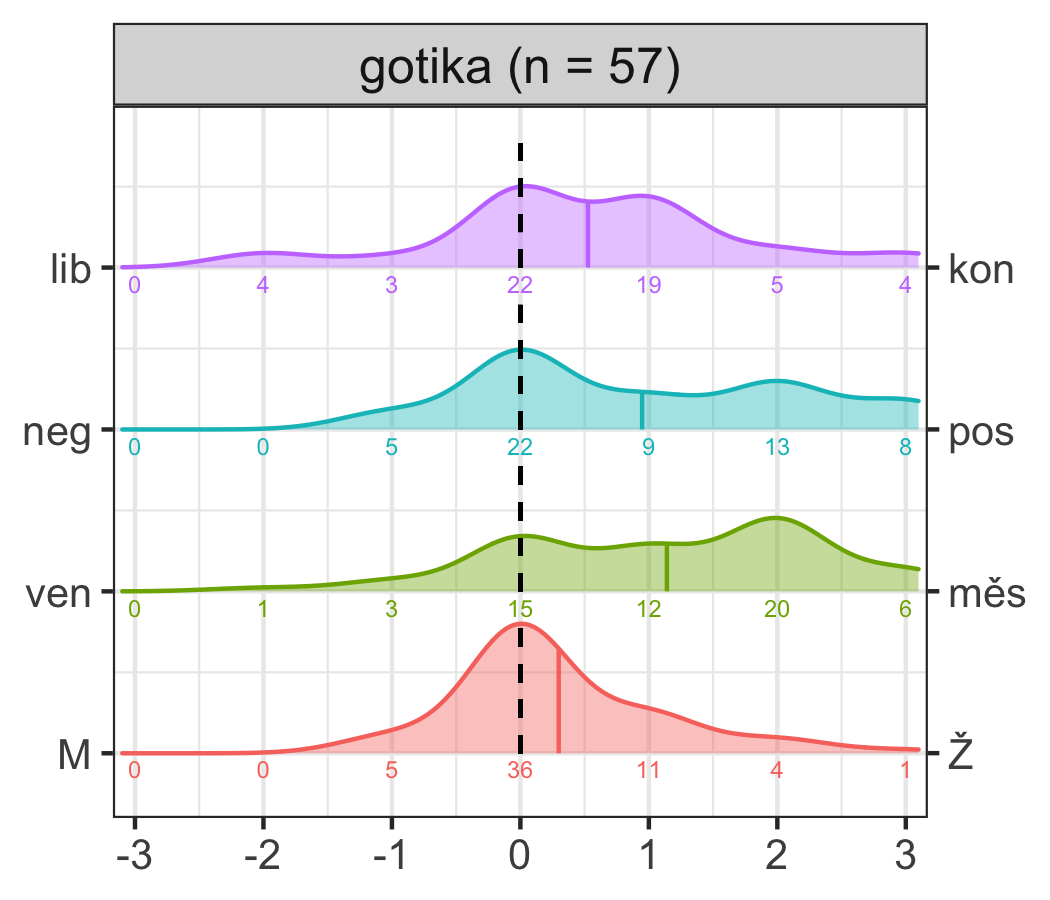 gotika (n = 57)
lib kon
0 4 3 22 19 5 4
neg pos
0 0 5 22 9 13 8
ven měs
0 1 3 15 12 20 6
M Ž
0 0 5 36 11 4 1
-3 -2 -1 0 1 2 3